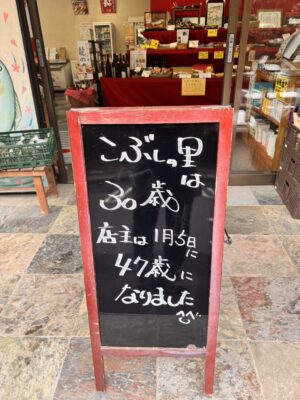 こぶしの里は
30歳
店主は1月5日に
47歳に
なりました